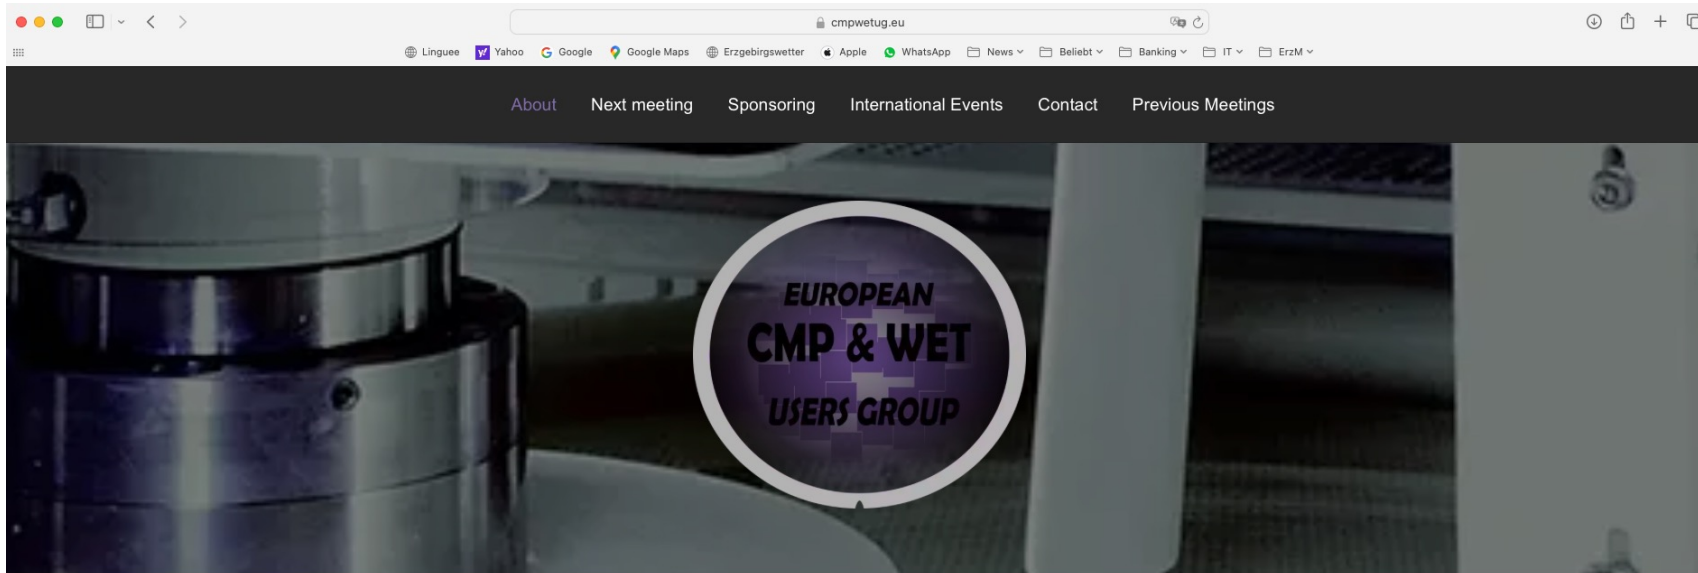 cmpwetug.eu
Linguee Yahoo Google Google Maps Erzgebirgswetter Apple WhatsApp News Beliebt Banking IT ErzM
About Next meeting Sponsoring International Events Contact Previous Meetings
EUROPEAN
CMP & WET
USERS GROUP